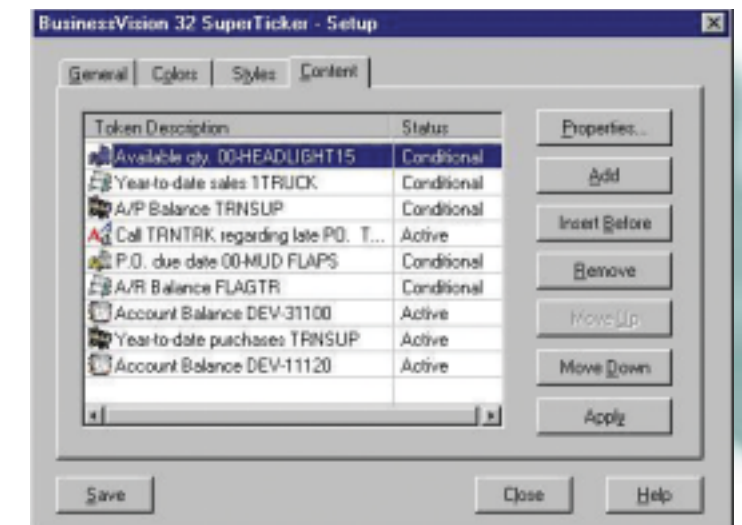 BusinessVision 32 SuperTicker - Setup
General Colors Styles Content
Token Description Status
Available qty. 00-HEADLIGHT15 Conditional
Year-to-date sales 1TRUCK Conditional
A/P Balance TRNSUP Conditional
Call TRNTRK regarding late PO. T... Active
P.O. due date 00-MUD FLAPS Conditional
A/R Balance FLAGTR Conditional
Account Balance DEV-31100 Active
Year-to-date purchases TRNSUP Active
Account Balance DEV-11120 Active
Properties...
Add
Insert Before
Remove
Move Up
Move Down
Apply
Save Close Help